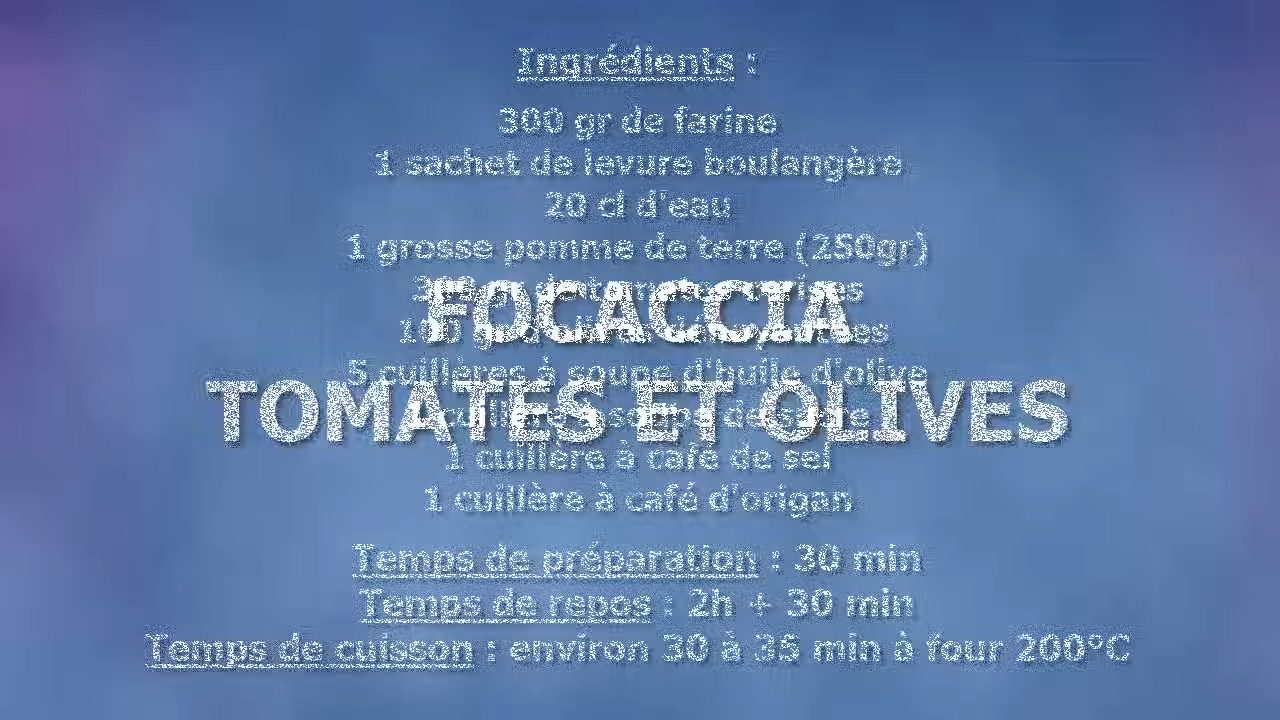 Ingrédients :
300 gr de farine
1 sachet de levure boulangère
20 cl d'eau
1 grosse pomme de terre (250gr)
FOCACCIA
5 cuillères à soupe d'huile d'olive
TOMATES ET OLIVES
1 cuillère à café de sel
1 cuillère à café d'origan
Temps de préparation : 30 min
Temps de repos : 2h + 30 min
Temps de cuisson : environ 30 à 35 min à four 200°C